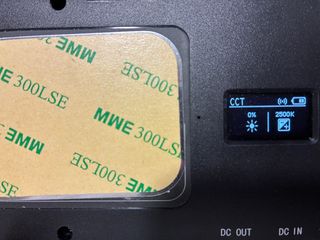 MWE
300LSE
MWE 300LSE
MWE 300LSE
300LSE
MWE
CCT
0%
2500K
DC OUT
DC IN